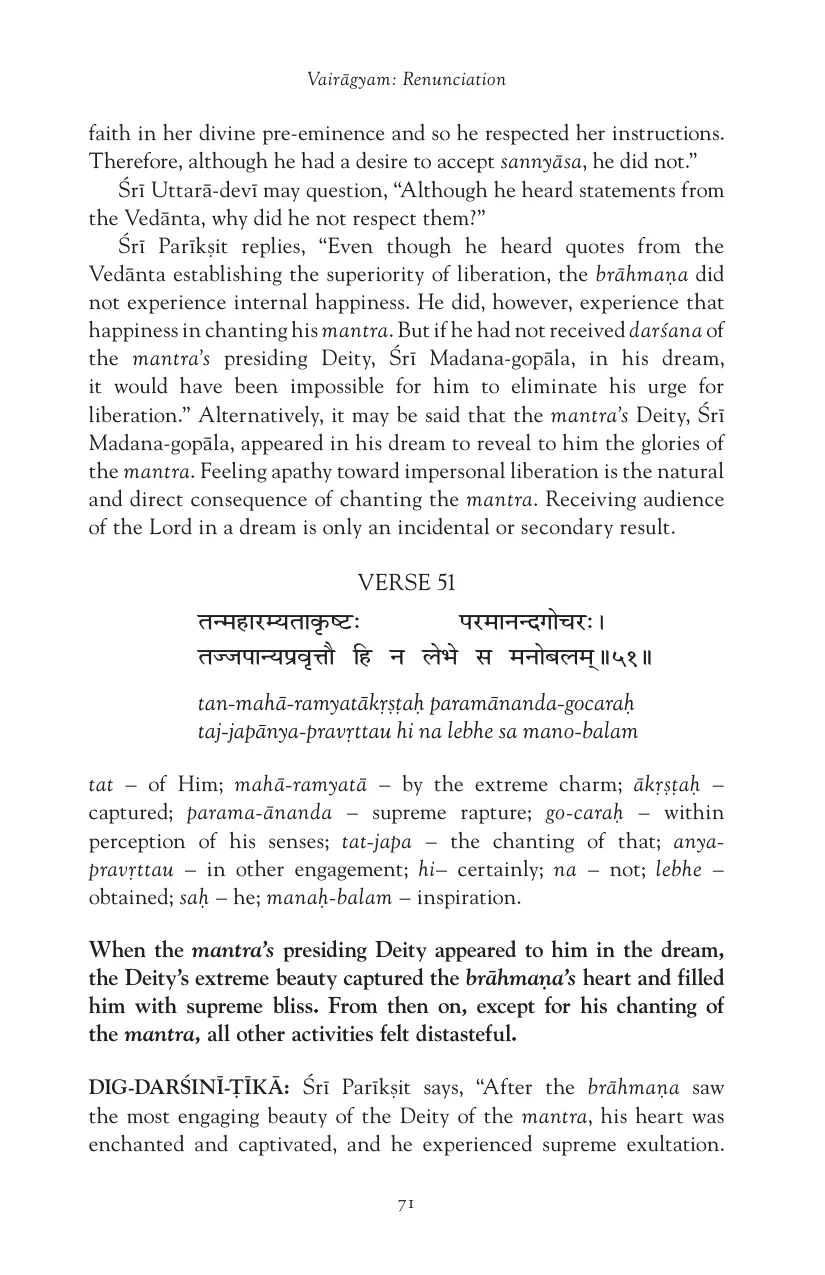 Vairāgyam: Renunciation
faith in her divine pre-eminence and so he respected her instructions.
Therefore, although he had a desire to accept sannyāsa, he did not.”
Śrī Uttarā-devī may question, “Although he heard statements from
the Vedānta, why did he not respect them?”
Śrī Parīkṣit replies, “Even though he heard quotes from the
Vedānta establishing the superiority of liberation, the brāhmaṇa did
not experience internal happiness. He did, however, experience that
happiness in chanting his mantra. But if he had not received darśana of
the mantra’s presiding Deity, Śrī Madana-gopāla, in his dream,
it would have been impossible for him to eliminate his urge for
liberation.” Alternatively, it may be said that the mantra’s Deity, Śrī
Madana-gopāla, appeared in his dream to reveal to him the glories of
the mantra. Feeling apathy toward impersonal liberation is the natural
and direct consequence of chanting the mantra. Receiving audience
of the Lord in a dream is only an incidental or secondary result.
VERSE 51
तन्महारम्यताकृष्टः परमानन्दगोचरः।
तज्जपान्यप्रवृत्तौ हि न लेभे स मनोबलम्॥५१॥
tan-mahā-ramyatākṛṣṭaḥ paramānanda-gocaraḥ
taj-japānya-pravṛttau hi na lebhe sa mano-balam
tat – of Him; mahā-ramyatā – by the extreme charm; ākṛṣṭaḥ –
captured; parama-ānanda – supreme rapture; go-caraḥ – within
perception of his senses; tat-japa – the chanting of that; anya-
pravṛttau – in other engagement; hi– certainly; na – not; lebhe –
obtained; saḥ – he; manaḥ-balam – inspiration.
When the mantra’s presiding Deity appeared to him in the dream,
the Deity’s extreme beauty captured the brāhmaṇa’s heart and filled
him with supreme bliss. From then on, except for his chanting of
the mantra, all other activities felt distasteful.
DIG-DARŚINĪ-ṬĪKĀ: Śrī Parīkṣit says, “After the brāhmaṇa saw
the most engaging beauty of the Deity of the mantra, his heart was
enchanted and captivated, and he experienced supreme exultation.
71